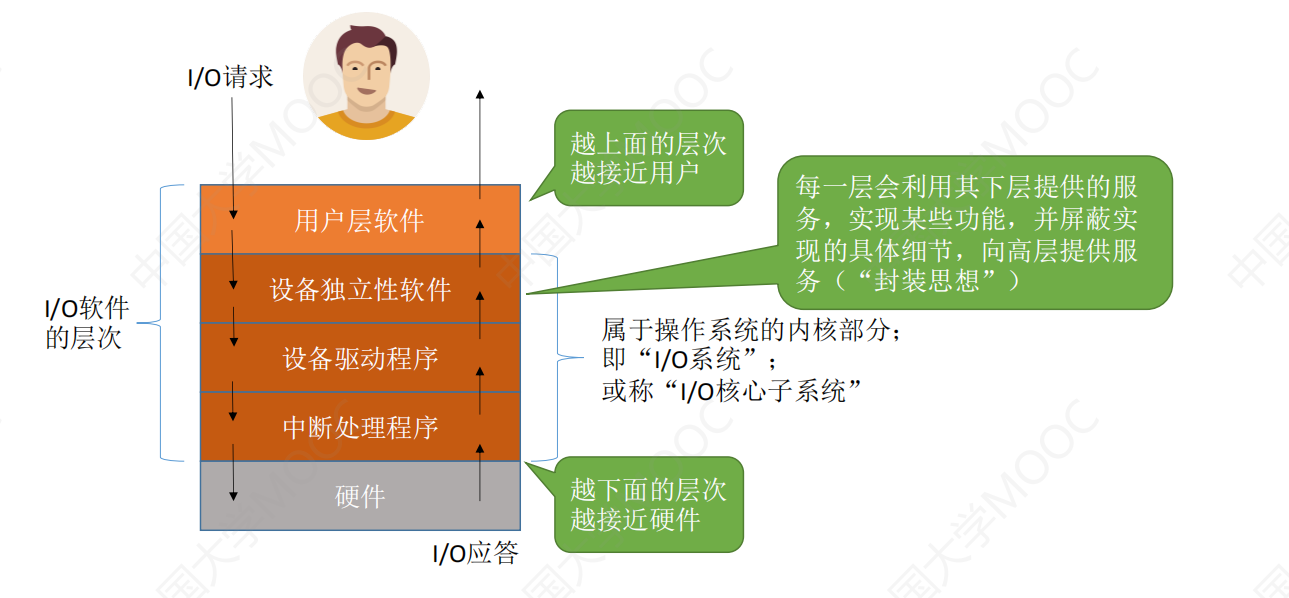 I/O请求
越上面的层次
越接近用户
每一层会利用其下层提供的服
务，实现某些功能，并屏蔽实
现的具体细节，向高层提供服
务（“封装思想”）
用户层软件
设备独立性软件
I/O软件
的层次
设备驱动程序
属于操作系统的内核部分；
即“I/O系统”；
或称“I/O核心子系统”
中断处理程序
硬件
越下面的层次
越接近硬件
I/O应答
中国大学MOOC